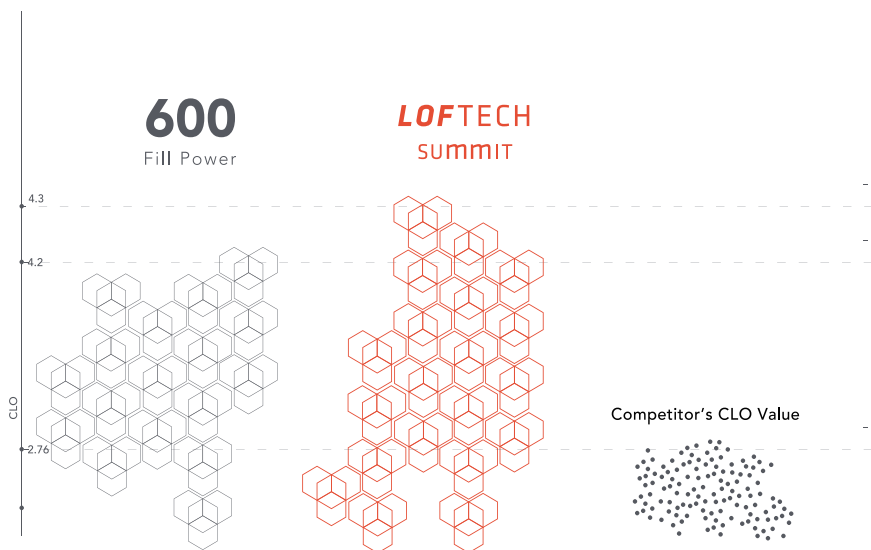 600
Fill Power
LOFTECH
SUMMIT
4.3
4.2
CLO
2.76
Competitor's CLO Value